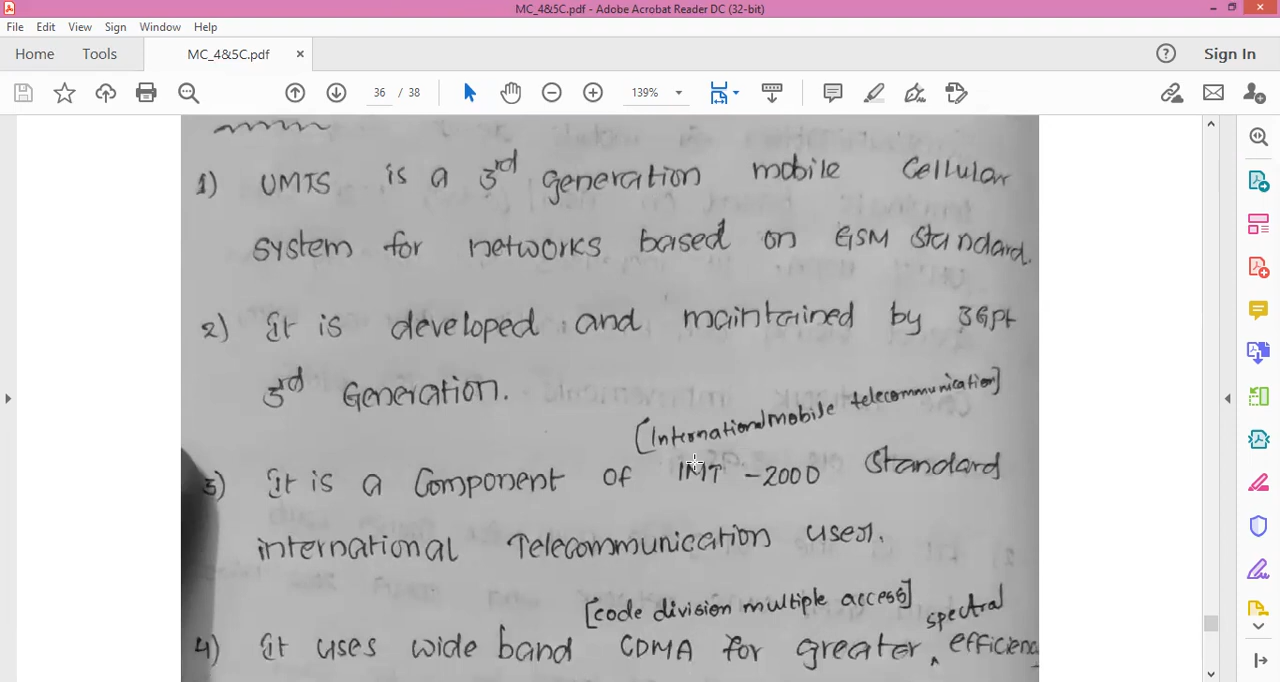 MC_4&5C.pdf - Adobe Acrobat Reader DC (32-bit)
File Edit View Sign Window Help
Home Tools MC_4&5C.pdf × Sign In
36 / 38 139%
1) UMTS is a 3rd Generation mobile Cellular
system for networks based on GSM Standard.
2) It is developed and maintained by 3GPt
3rd Generation.
[International mobile telecommunication]
3) It is a Component of IMT -2000 Standard
international Telecommunication user.
[code division multiple access] spectral
4) It uses wide band CDMA for greater ‸ efficiency